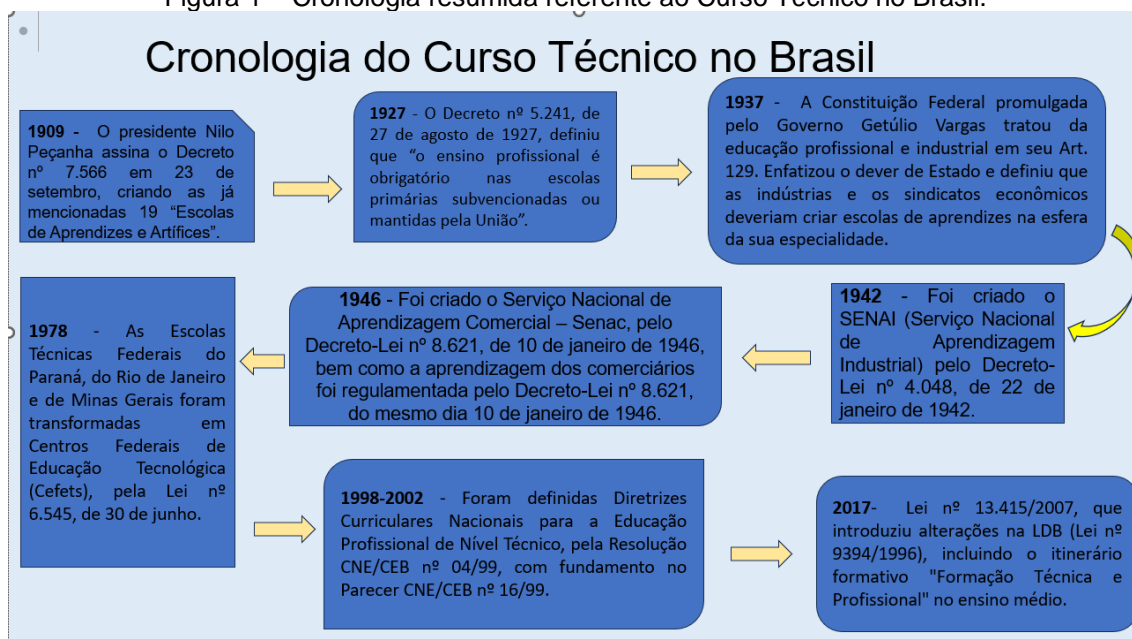 Figura 1 – Cronologia resumida referente ao Curso Técnico no Brasil.
Cronologia do Curso Técnico no Brasil
1909 - O presidente Nilo
Peçanha assina o Decreto
nº 7.566 em 23 de
setembro, criando as já
mencionadas 19 “Escolas
de Aprendizes e Artífices”.
1927 - O Decreto nº 5.241, de
27 de agosto de 1927, definiu
que “o ensino profissional é
obrigatório nas escolas
primárias subvencionadas ou
mantidas pela União”.
1937 - A Constituição Federal promulgada
pelo Governo Getúlio Vargas tratou da
educação profissional e industrial em seu Art.
129. Enfatizou o dever de Estado e definiu que
as indústrias e os sindicatos econômicos
deveriam criar escolas de aprendizes na esfera
da sua especialidade.
1942 - Foi criado o
SENAI (Serviço Nacional
de Aprendizagem
Industrial) pelo Decreto-
Lei nº 4.048, de 22 de
janeiro de 1942.
1946 - Foi criado o Serviço Nacional de
Aprendizagem Comercial – Senac, pelo
Decreto-Lei nº 8.621, de 10 de janeiro de 1946,
bem como a aprendizagem dos comerciários
foi regulamentada pelo Decreto-Lei nº 8.621,
do mesmo dia 10 de janeiro de 1946.
1978 - As Escolas
Técnicas Federais do
Paraná, do Rio de Janeiro
e de Minas Gerais foram
transformadas em
Centros Federais de
Educação Tecnológica
(Cefets), pela Lei nº
6.545, de 30 de junho.
1998-2002 - Foram definidas Diretrizes
Curriculares Nacionais para a Educação
Profissional de Nível Técnico, pela Resolução
CNE/CEB nº 04/99, com fundamento no
Parecer CNE/CEB nº 16/99.
2017- Lei nº 13.415/2007, que
introduziu alterações na LDB (Lei nº
9394/1996), incluindo o itinerário
formativo "Formação Técnica e
Profissional" no ensino médio.